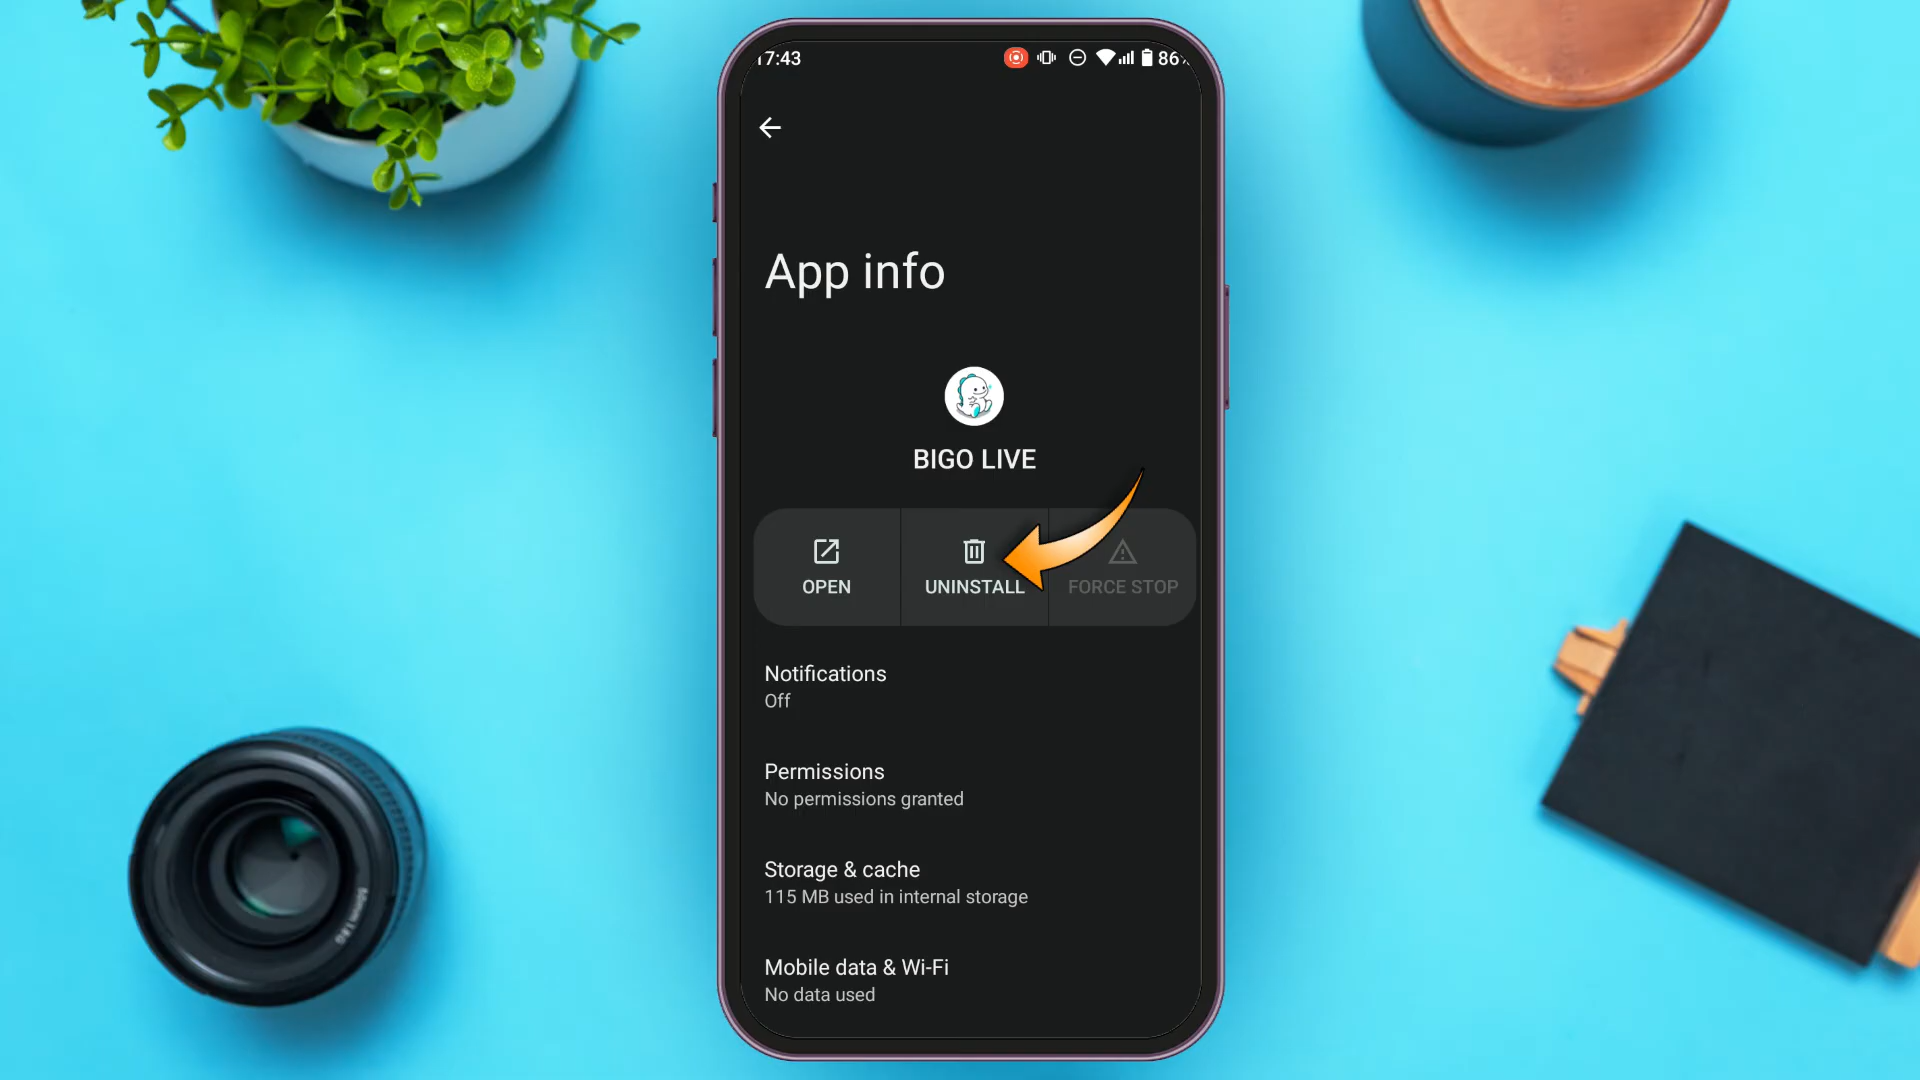 17:43
86%
App info
BIGO LIVE
OPEN
UNINSTALL
FORCE STOP
Notifications
Off
Permissions
No permissions granted
Storage & cache
115 MB used in internal storage
Mobile data & Wi-Fi
No data used